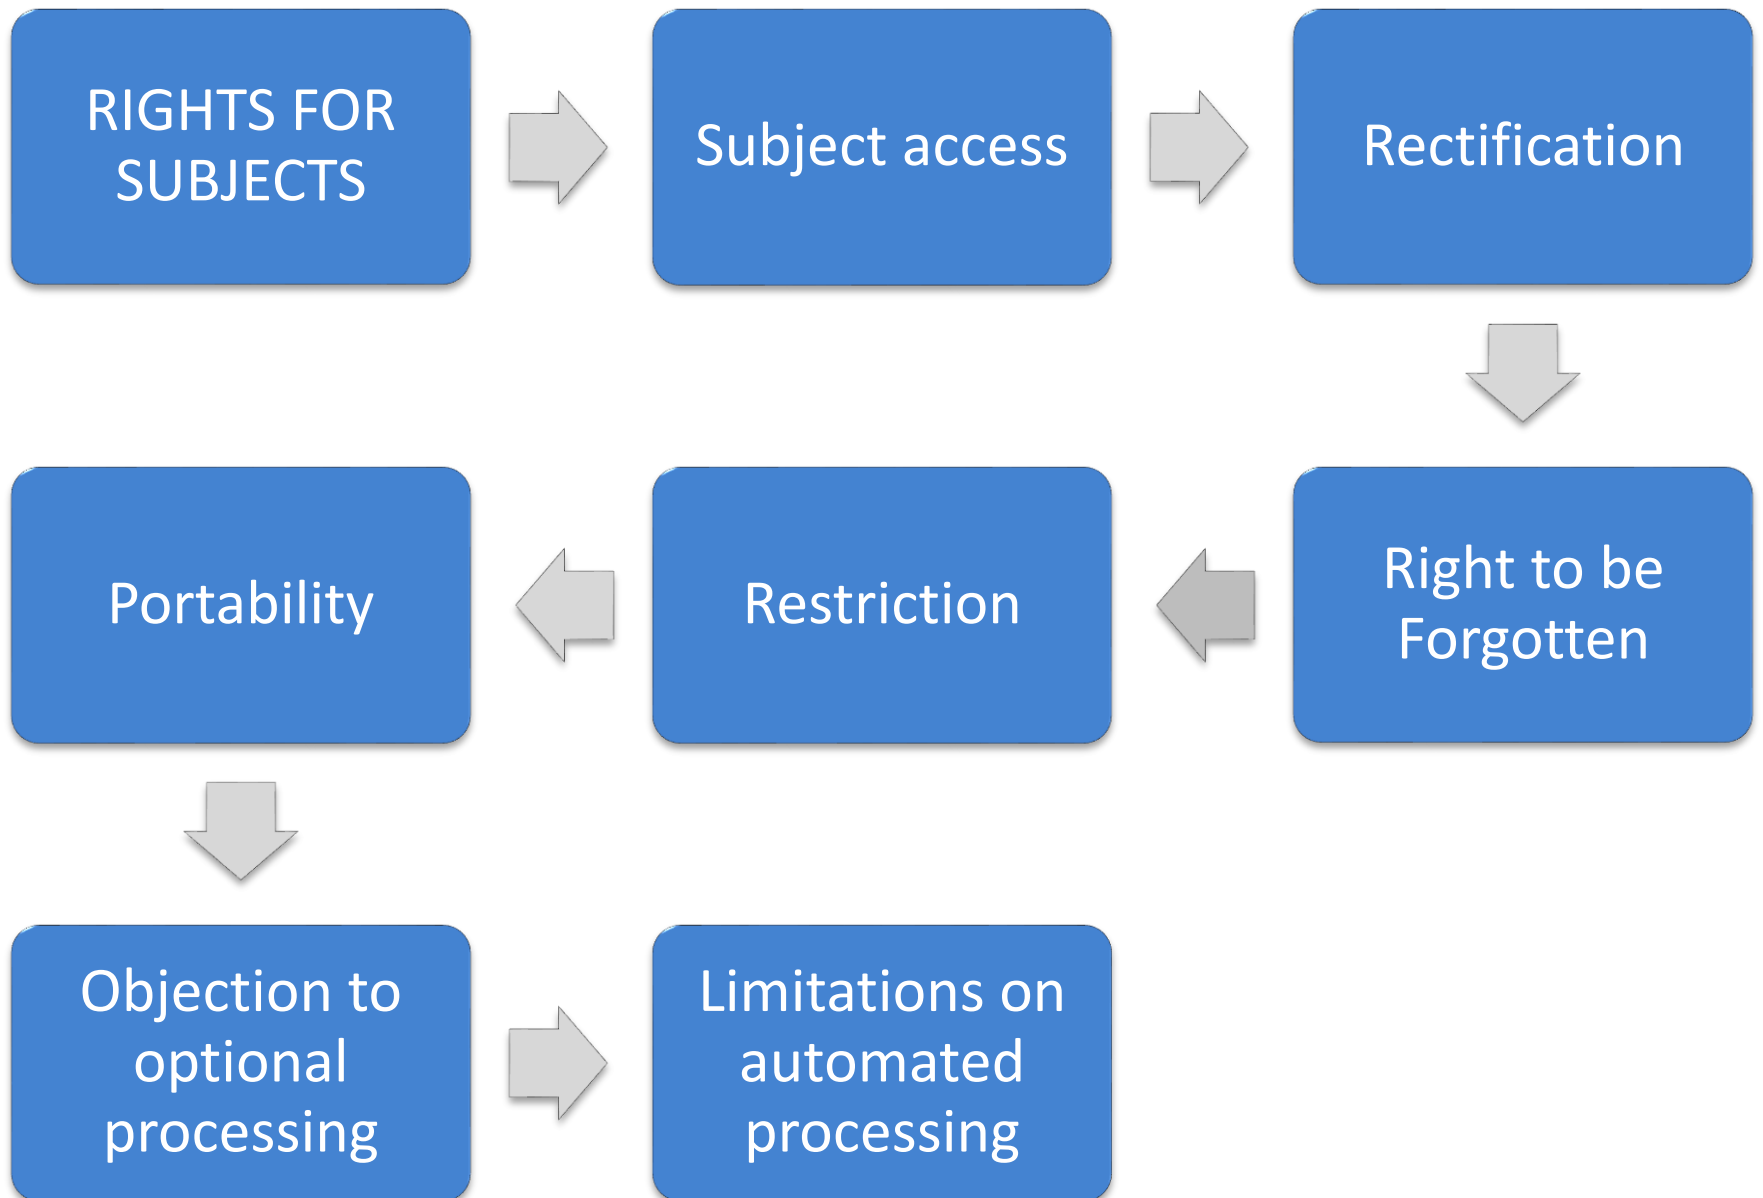 RIGHTS FOR
SUBJECTS
Subject access
Rectification
Right to be
Forgotten
Restriction
Portability
Objection to
optional
processing
Limitations on
automated
processing